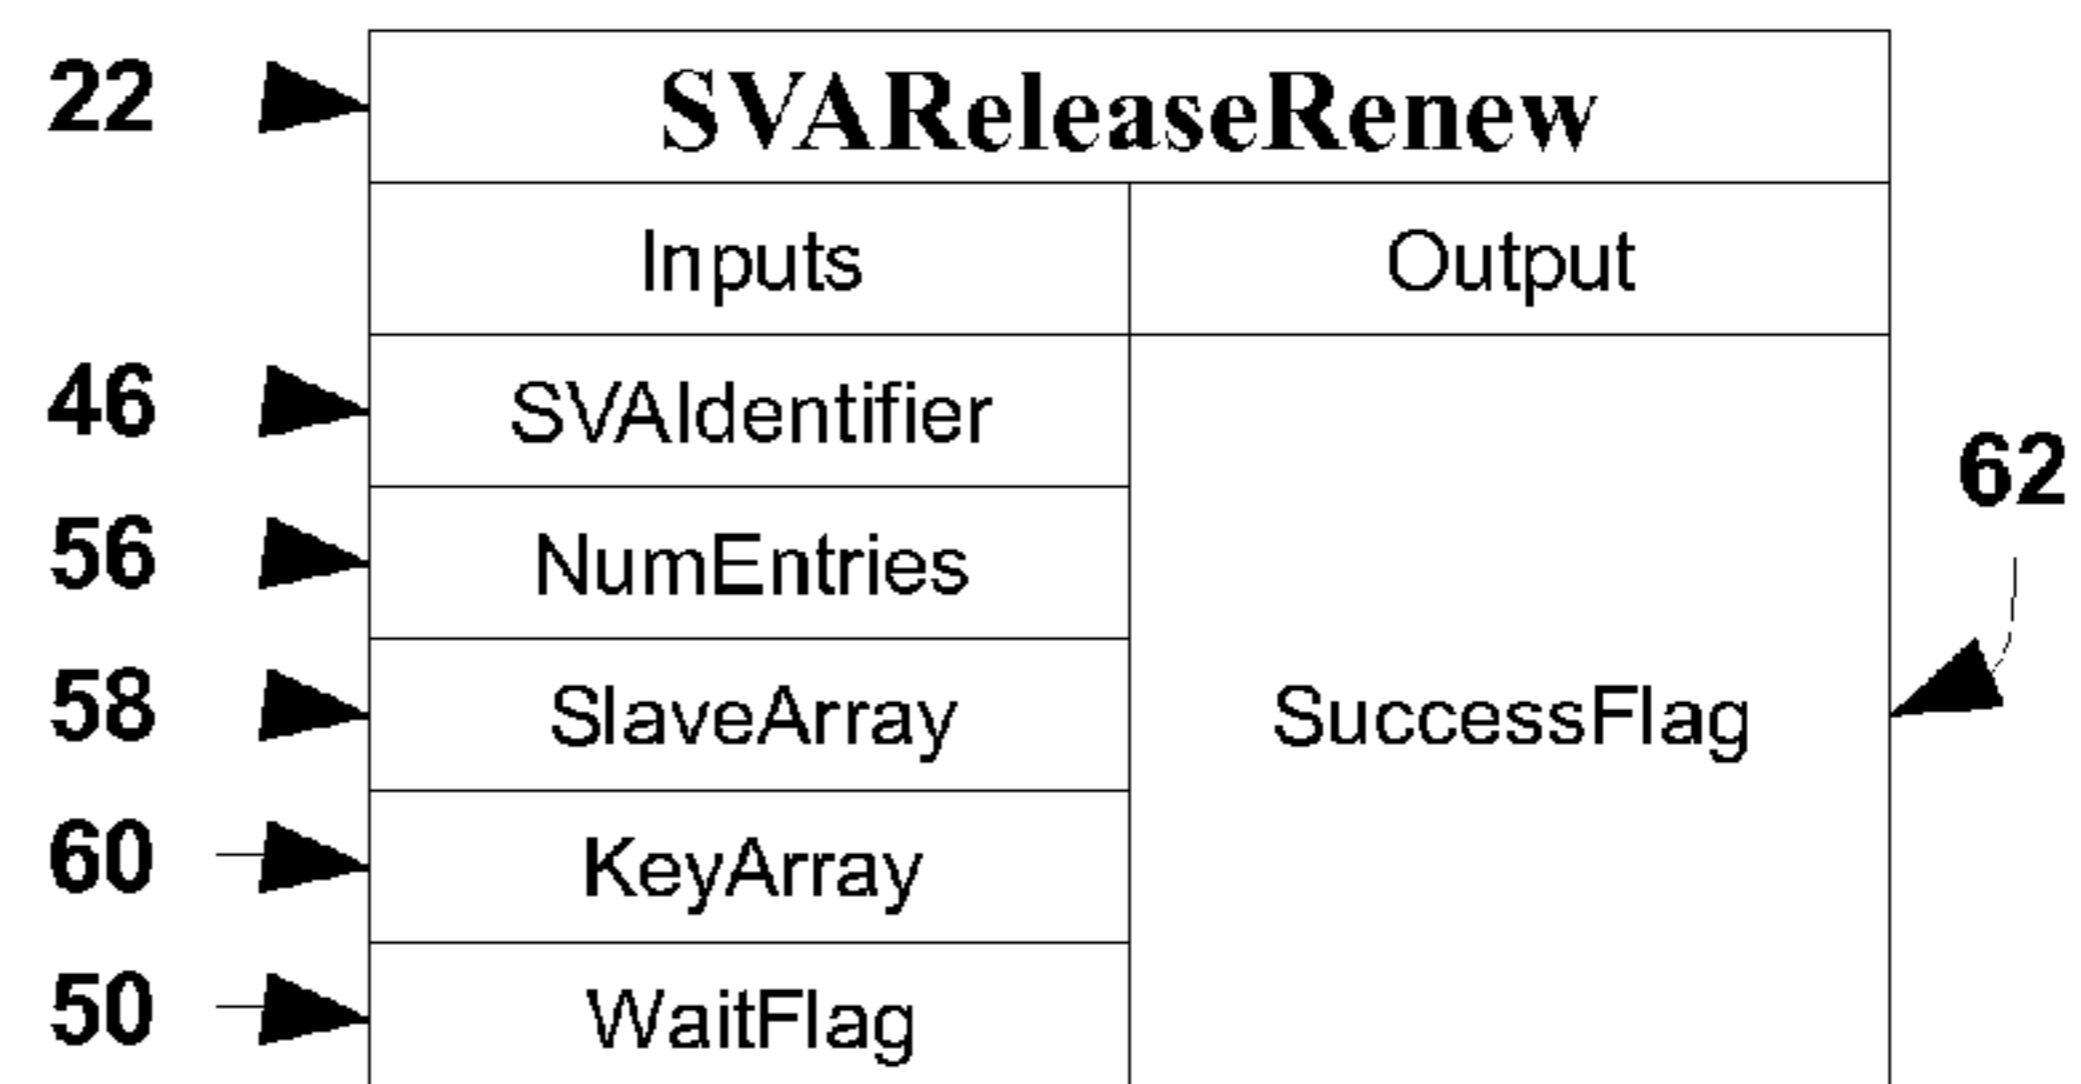 22 SVAReleaseRenew
Inputs Output
46 SVAIdentifier
62
56 NumEntries
58 SlaveArray SuccessFlag
60 KeyArray
50 WaitFlag